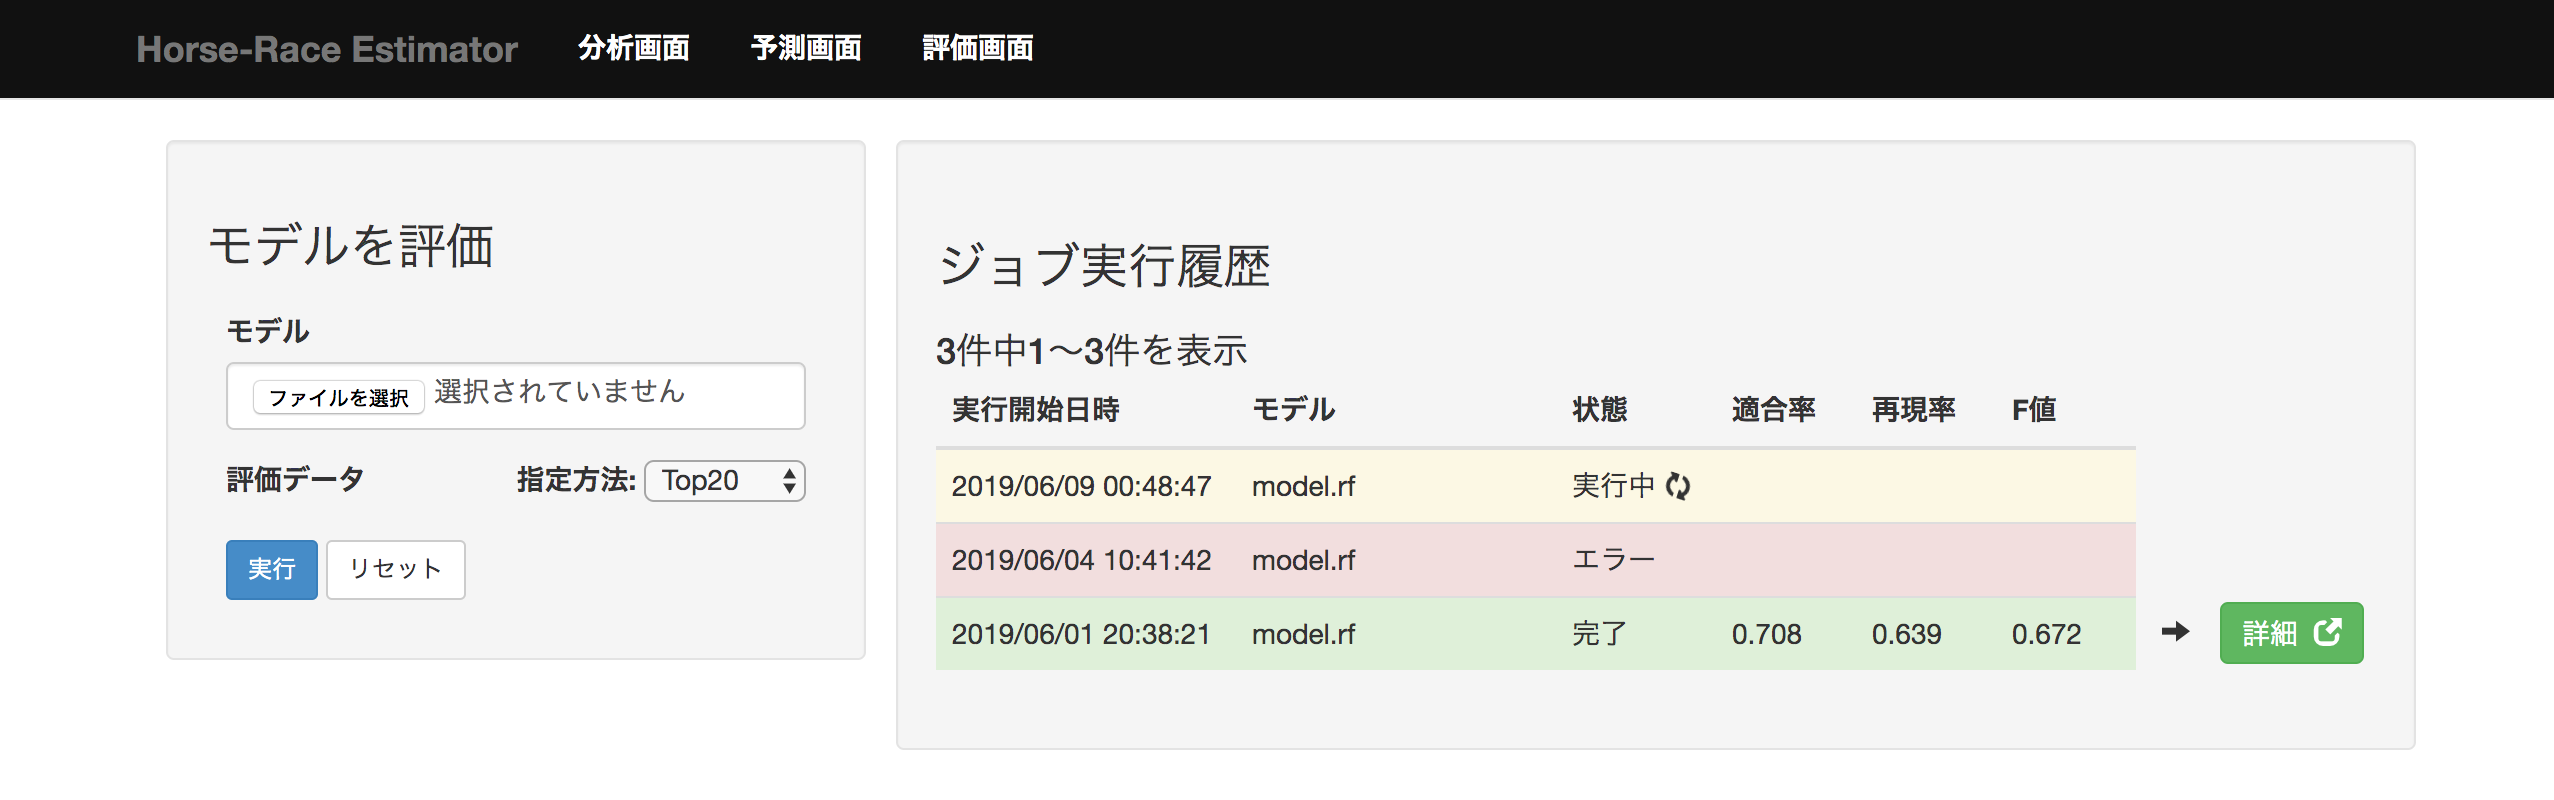 Horse-Race Estimator 分析画面 予測画面 評価画面
モデルを評価
モデル
ファイルを選択 選択されていません
評価データ 指定方法: Top20
実行 リセット
ジョブ実行履歴
3件中1〜3件を表示
実行開始日時 モデル 状態 適合率 再現率 F値
2019/06/09 00:48:47 model.rf 実行中
2019/06/04 10:41:42 model.rf エラー
2019/06/01 20:38:21 model.rf 完了 0.708 0.639 0.672 詳細